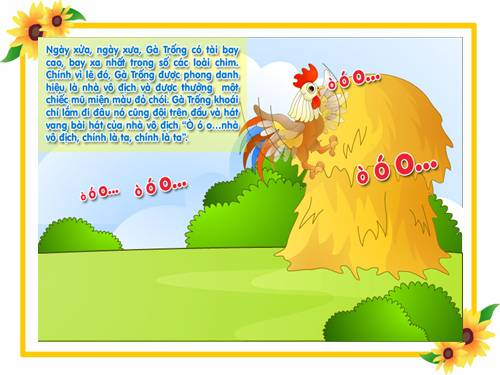 Ngày xửa, ngày xưa, Gà Trống có tài bay
cao, bay xa nhất trong số các loài chim.
Chính vì lẽ đó, Gà Trống được phong danh
hiệu là nhà vô địch và được thưởng một
chiếc mũ miện màu đỏ chói. Gà Trống khoái
chí lắm đi đâu nó cũng đội trên đầu và hát
vang bài hát của nhà vô địch "Ò ó o...nhà
vô địch, chính là ta, chính là ta".
ò ó O...
ò ó O...
ò ó O...
ò ó O...